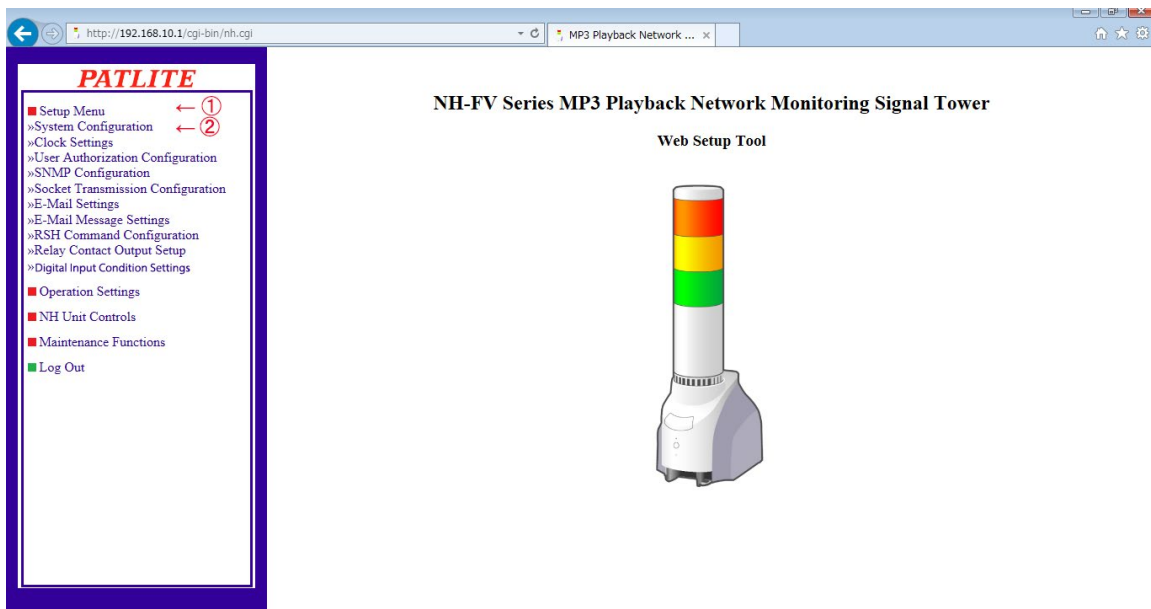 http://192.168.10.1/cgi-bin/nh.cgi
MP3 Playback Network ...
PATLITE
Setup Menu ← ①
»System Configuration ← ②
»Clock Settings
»User Authorization Configuration
»SNMP Configuration
»Socket Transmission Configuration
»E-Mail Settings
»E-Mail Message Settings
»RSH Command Configuration
»Relay Contact Output Setup
»Digital Input Condition Settings
Operation Settings
NH Unit Controls
Maintenance Functions
Log Out
NH-FV Series MP3 Playback Network Monitoring Signal Tower
Web Setup Tool